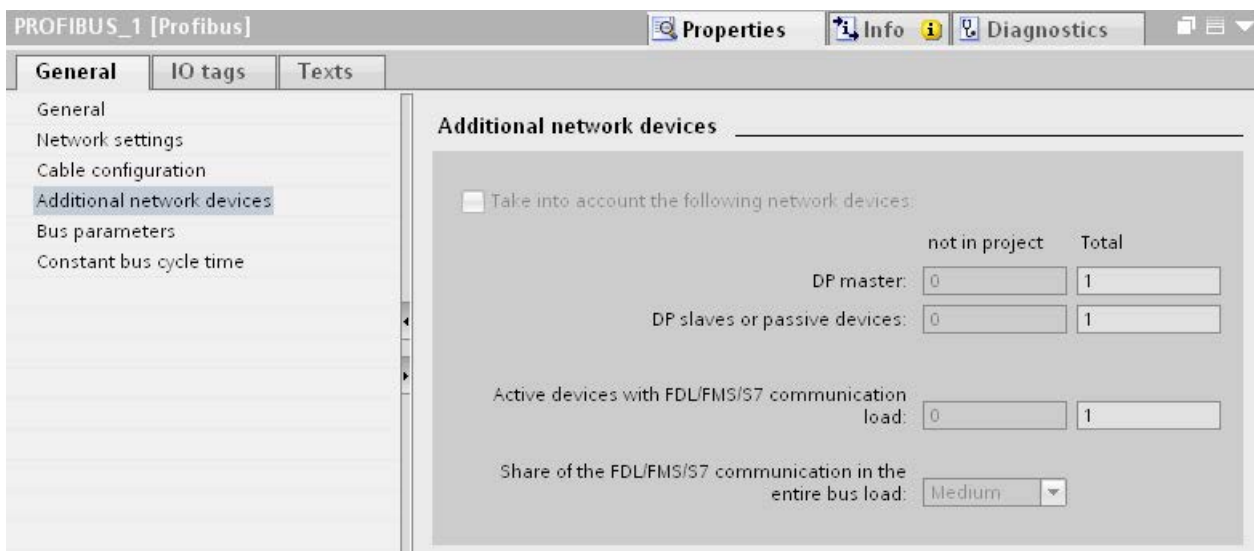 PROFIBUS_1 [Profibus]
Properties
Info
Diagnostics
General
IO tags
Texts
General
Network settings
Cable configuration
Additional network devices
Bus parameters
Constant bus cycle time
Additional network devices
Take into account the following network devices:
not in project Total
DP master: 0 1
DP slaves or passive devices: 0 1
Active devices with FDL/FMS/S7 communication
load: 0 1
Share of the FDL/FMS/S7 communication in the
entire bus load: Medium